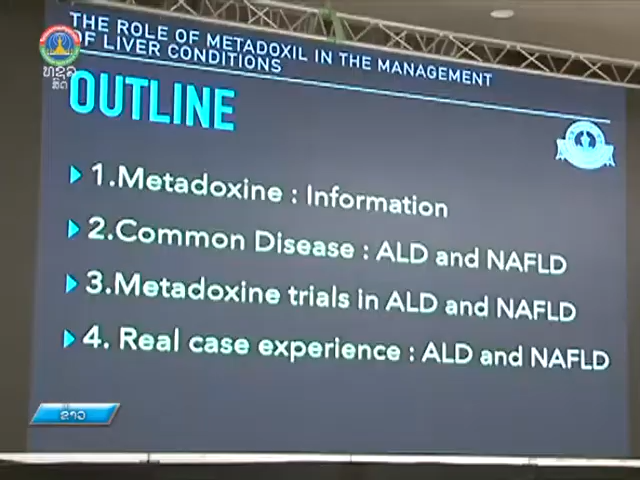 THE ROLE OF METADOXIL IN THE MANAGEMENT
OF LIVER CONDITIONS
OUTLINE
1.Metadoxine : Information
2.Common Disease : ALD and NAFLD
3.Metadoxine trials in ALD and NAFLD
4. Real case experience : ALD and NAFLD
ຂ່າວ